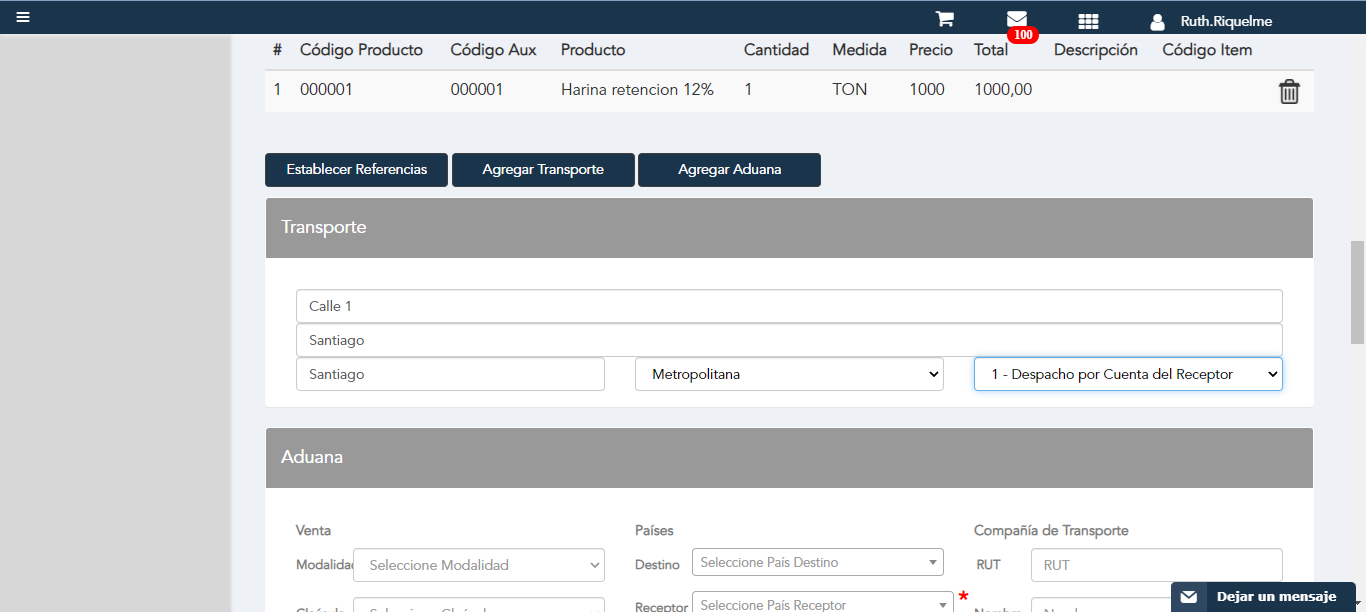 Ruth.Riquelme
100
# Código Producto Código Aux Producto Cantidad Medida Precio Total Descripción Código Item
1 000001 000001 Harina retencion 12% 1 TON 1000 1000,00
Establecer Referencias Agregar Transporte Agregar Aduana
Transporte
Calle 1
Santiago
Santiago Metropolitana 1 - Despacho por Cuenta del Receptor
Aduana
Venta Países Compañía de Transporte
Modalidad Seleccione Modalidad Destino Seleccione País Destino RUT RUT
Receptor Seleccione País Receptor *
Dejar un mensaje